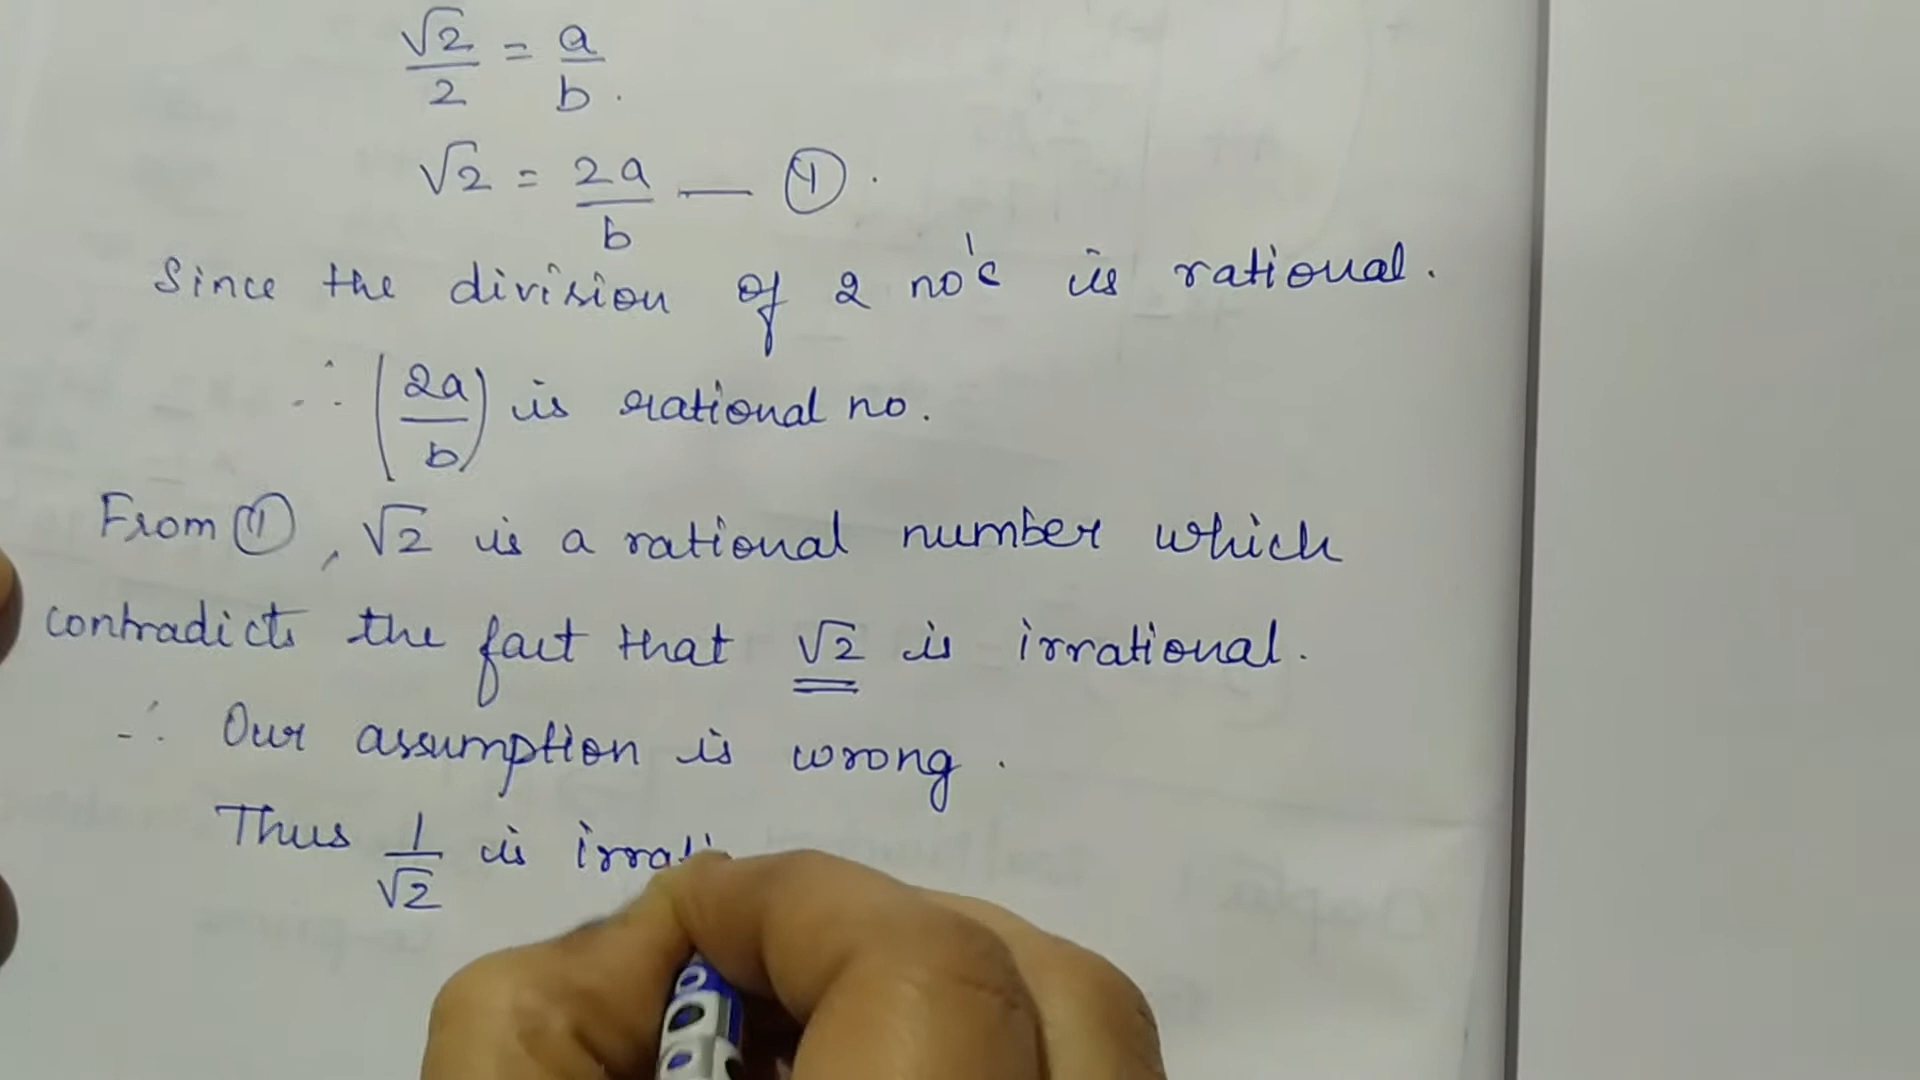 √2/2 = a/b.
√2 = 2a/b — ①.
Since the division of 2 no's is rational.
∴ (2a/b) is rational no.
From ①, √2 is a rational number which
contradicts the fact that √2 is irrational.
∴ Our assumption is wrong.
Thus 1/√2 is irrati